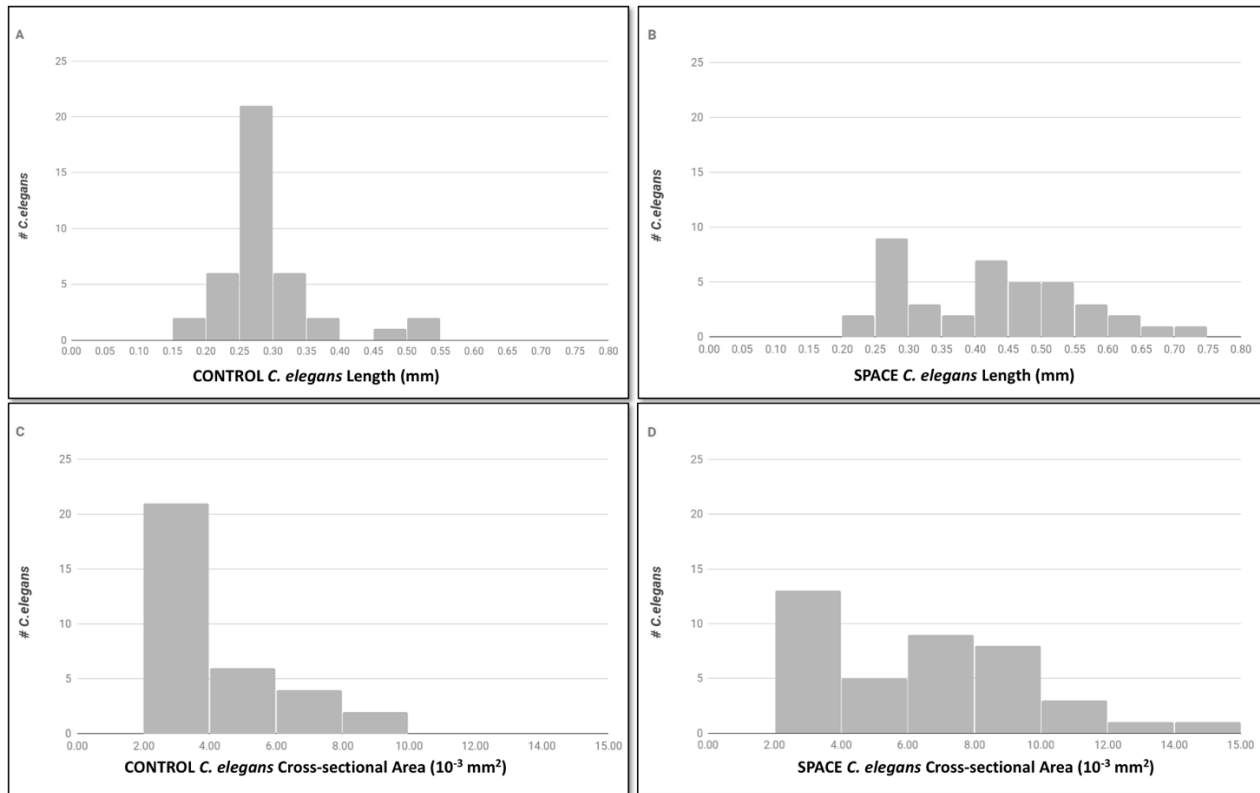 A
25
20
15
10
5
0
# C.elegans
0.00 0.05 0.10 0.15 0.20 0.25 0.30 0.35 0.40 0.45 0.50 0.55 0.60 0.65 0.70 0.75 0.80
CONTROL C. elegans Length (mm)
B
25
20
15
10
5
0
# C.elegans
0.00 0.05 0.10 0.15 0.20 0.25 0.30 0.35 0.40 0.45 0.50 0.55 0.60 0.65 0.70 0.75 0.80
SPACE C. elegans Length (mm)
C
25
20
15
10
5
0
# C.elegans
0.00 2.00 4.00 6.00 8.00 10.00 15.00
CONTROL C. elegans Cross-sectional Area (10⁻³ mm²)
D
25
20
15
10
5
0
# C.elegans
0.00 2.00 4.00 6.00 8.00 10.00 12.00 14.00 15.00
SPACE C. elegans Cross-sectional Area (10⁻³ mm²)